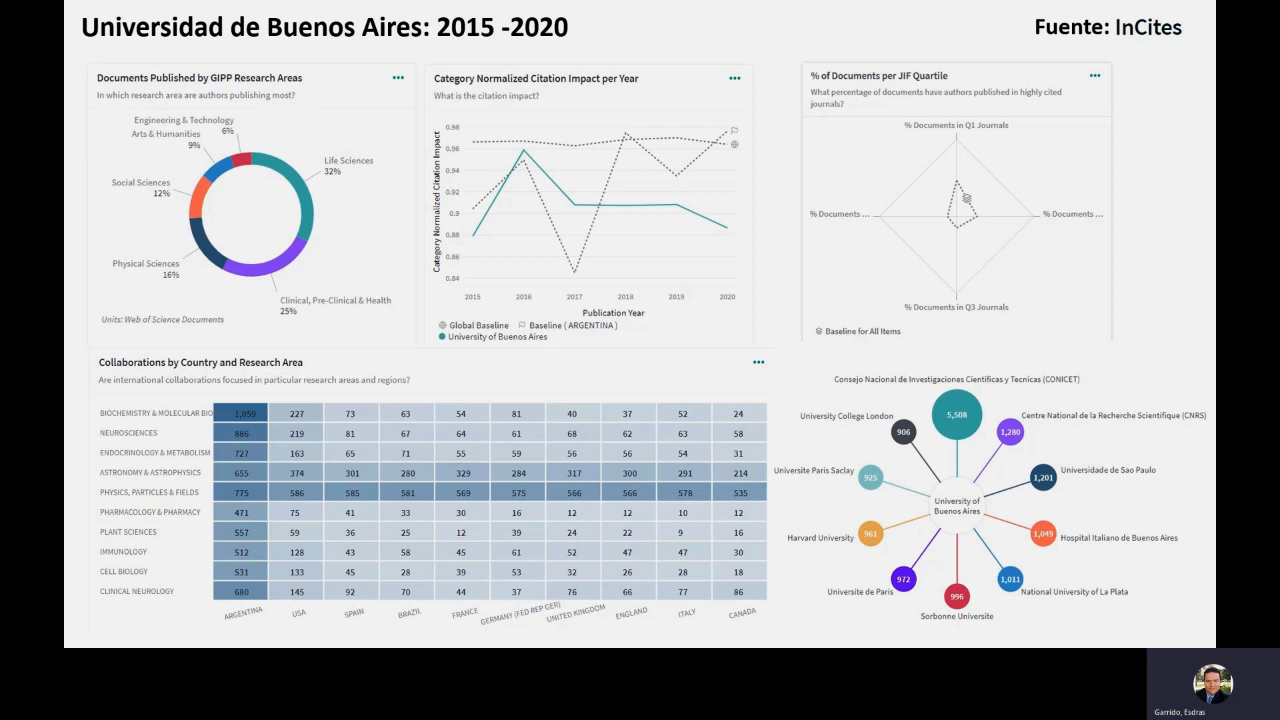 Universidad de Buenos Aires: 2015 -2020
Fuente: InCites
Documents Published by GIPP Research Areas
In which research area are authors publishing most?
Engineering & Technology
6%
Arts & Humanities
9%
Life Sciences
32%
Social Sciences
12%
Physical Sciences
16%
Clinical, Pre-Clinical & Health
25%
Units: Web of Science Documents
Category Normalized Citation Impact per Year
What is the citation impact?
Category Normalized Citation Impact
0.98
0.96
0.94
0.92
0.9
0.88
0.86
0.84
2015 2016 2017 2018 2019 2020
Publication Year
Global Baseline Baseline ( ARGENTINA )
University of Buenos Aires
% of Documents per JIF Quartile
What percentage of documents have authors published in highly cited
journals?
% Documents in Q1 Journals
% Documents ... % Documents ...
% Documents in Q3 Journals
Baseline for All Items
Collaborations by Country and Research Area
Are international collaborations focused in particular research areas and regions?
BIOCHEMISTRY & MOLECULAR BIO 1,059 227 73 63 54 81 40 37 52 24
NEUROSCIENCES 886 219 81 67 64 61 68 62 63 58
ENDOCRINOLOGY & METABOLISM 727 163 65 71 55 59 56 56 54 31
ASTRONOMY & ASTROPHYSICS 655 374 301 280 329 284 317 300 291 214
PHYSICS, PARTICLES & FIELDS 775 586 585 581 569 575 566 566 578 535
PHARMACOLOGY & PHARMACY 471 75 41 33 30 16 12 12 10 12
PLANT SCIENCES 557 59 36 25 12 39 24 22 9 16
IMMUNOLOGY 512 128 43 58 45 61 52 47 47 30
CELL BIOLOGY 531 133 45 28 39 53 32 26 28 18
CLINICAL NEUROLOGY 680 145 92 70 44 37 76 66 77 86
ARGENTINA USA SPAIN BRAZIL FRANCE GERMANY (FED REP GER) UNITED KINGDOM ENGLAND ITALY CANADA
Consejo Nacional de Investigaciones Cientificas y Tecnicas (CONICET)
5,508
University College London
906
Centre National de la Recherche Scientifique (CNRS)
1,280
Universite Paris Saclay
925
Universidade de Sao Paulo
1,201
University of
Buenos Aires
Harvard University
961
Hospital Italiano de Buenos Aires
1,049
Universite de Paris
972
National University of La Plata
1,011
996
Sorbonne Universite
Garrido, Esdras